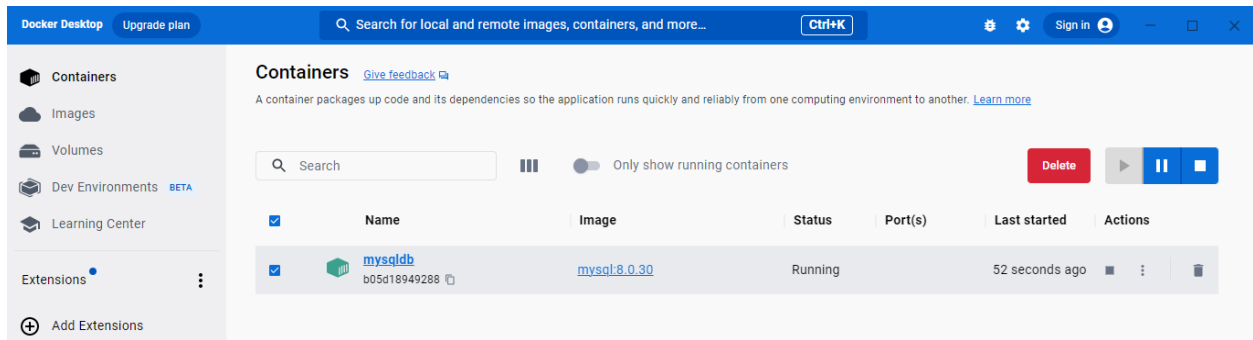 Docker Desktop Upgrade plan Search for local and remote images, containers, and more... Ctrl+K Sign in
Containers
Images
Volumes
Dev Environments BETA
Learning Center
Extensions
Add Extensions
Containers Give feedback
A container packages up code and its dependencies so the application runs quickly and reliably from one computing environment to another. Learn more
Search Only show running containers Delete
Name Image Status Port(s) Last started Actions
mysqldb mysql:8.0.30 Running 52 seconds ago
b05d18949288